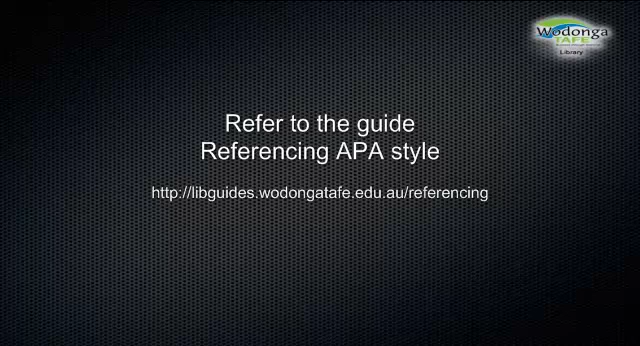 Wodonga
TAFE
Library
Refer to the guide
Referencing APA style
http://libguides.wodongatafe.edu.au/referencing